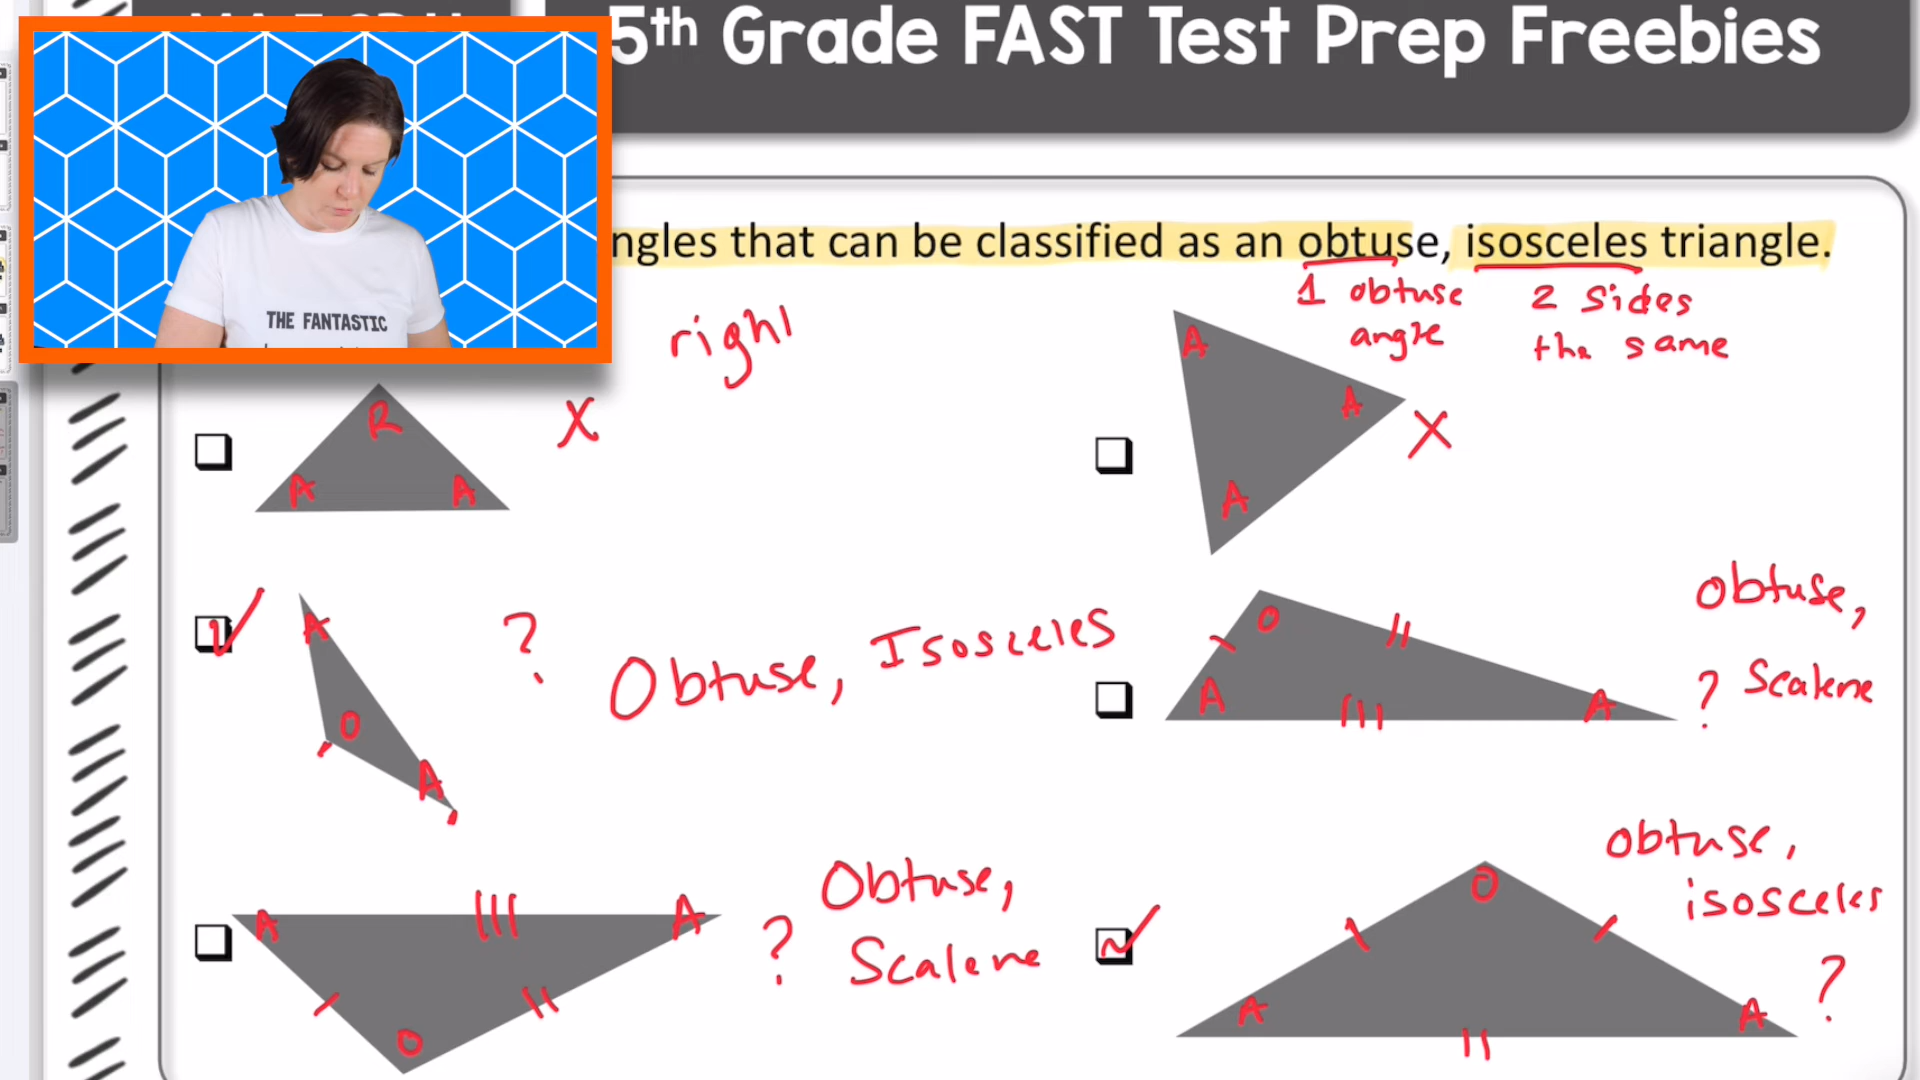 5th Grade FAST Test Prep Freebies
THE FANTASTIC
ngles that can be classified as an obtuse, isosceles triangle.
1 obtuse
angle
2 sides
the same
right
R
A
A
X
A
A
A
X
A
O
A
?
Obtuse, Isosceles
O
A
A
obtuse,
? Scalene
A
A
O
?
Obtuse,
Scalene
O
A
A
obtuse,
isosceles
?